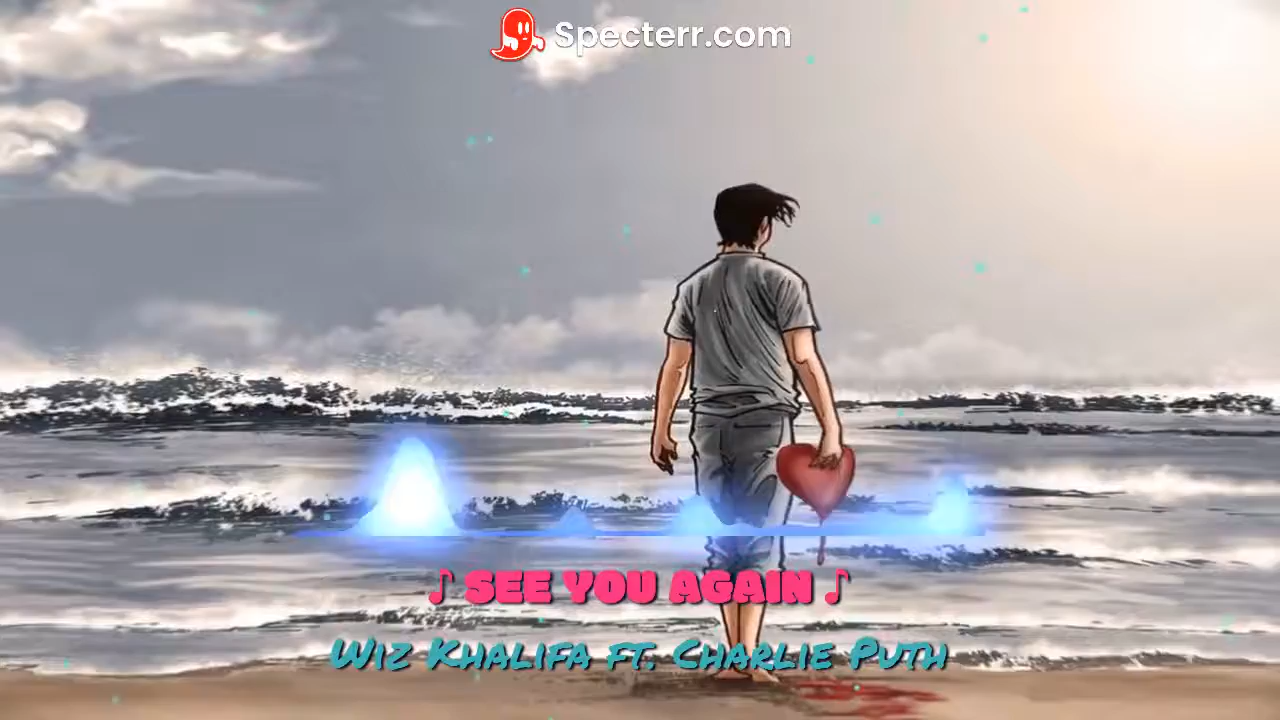 Specterr.com
♪ SEE YOU AGAIN ♪
Wiz Khalifa ft. Charlie Puth